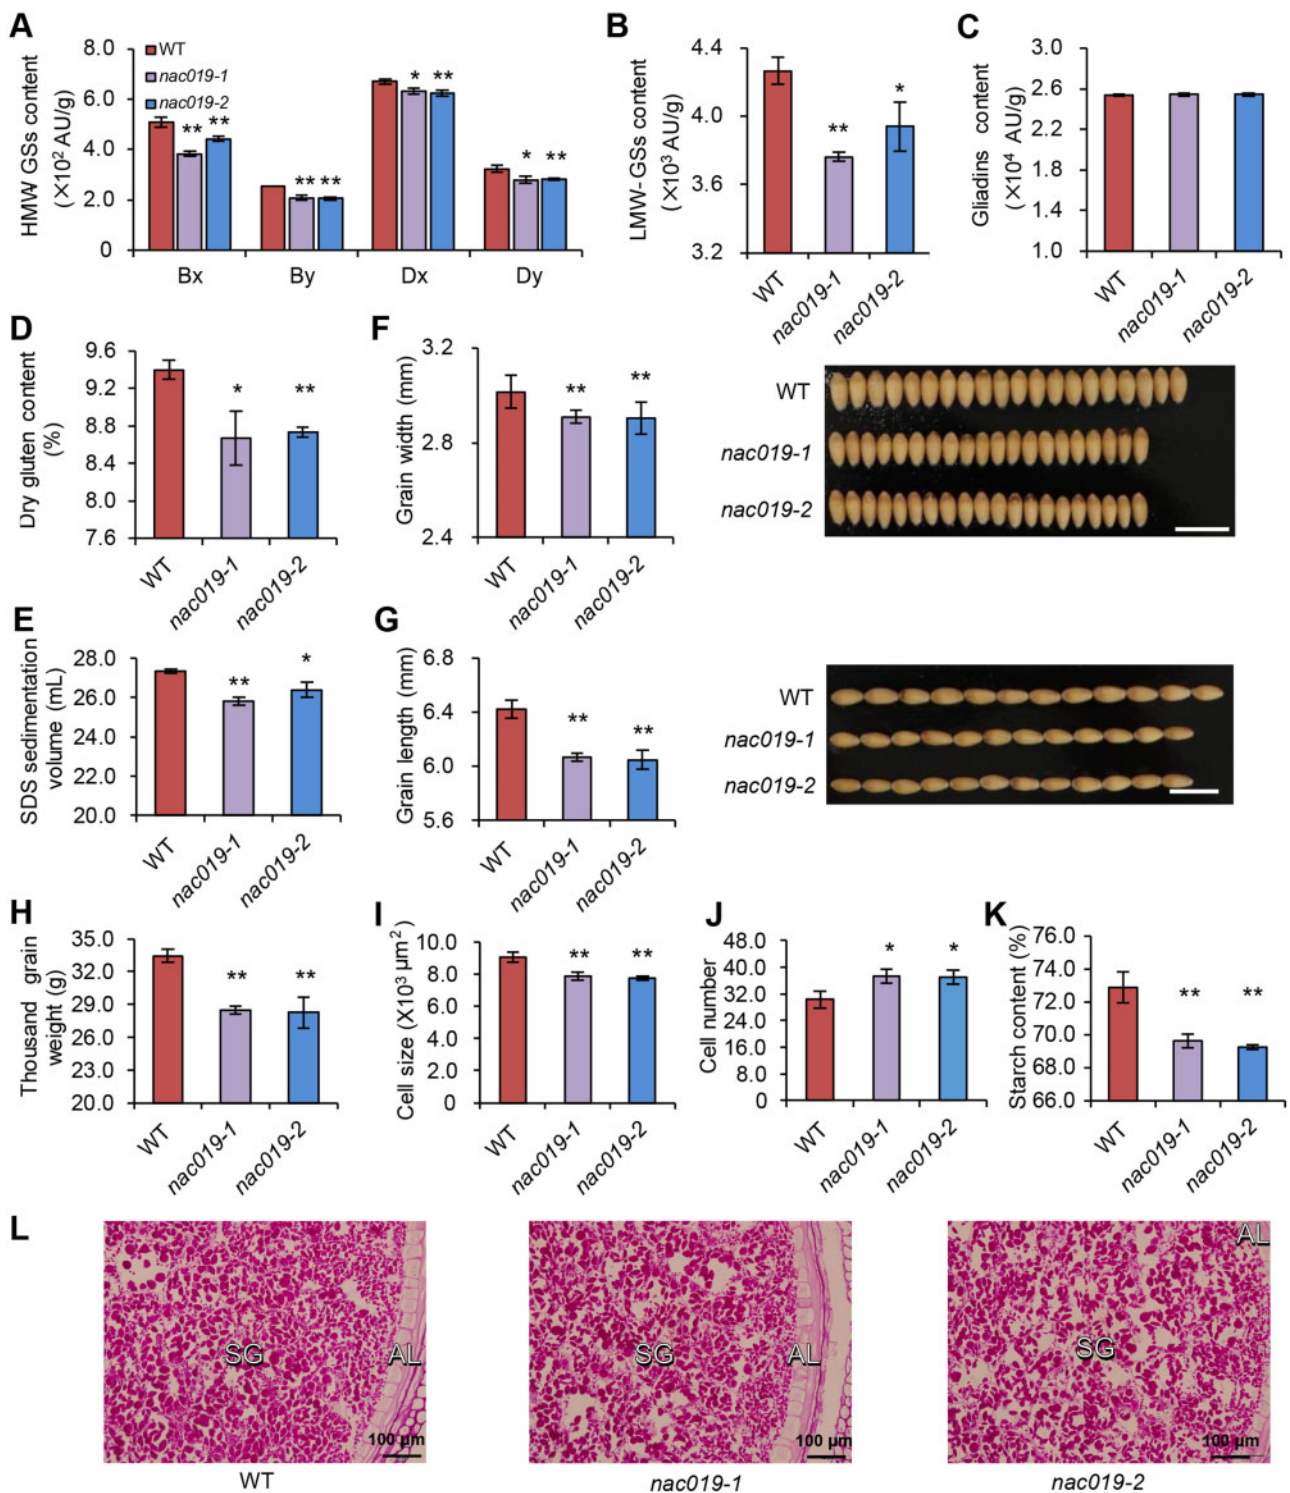 A
HMW GSs content
(×10² AU/g)
8.0
6.0
4.0
2.0
0
WT
nac019-1
nac019-2
** **
** **
* **
* **
Bx By Dx Dy
B
LMW-GSs content
(×10³ AU/g)
4.4
4.0
3.6
3.2
**
*
WT nac019-1 nac019-2
C
Gliadins content
(×10⁴ AU/g)
3.0
2.6
2.2
1.8
1.4
1.0
WT nac019-1 nac019-2
D
Dry gluten content
(%)
9.6
9.2
8.8
8.4
8.0
7.6
* **
WT nac019-1 nac019-2
F
Grain width (mm)
3.2
2.8
2.4
** **
WT nac019-1 nac019-2
WT
nac019-1
nac019-2
E
SDS sedimentation
volume (mL)
28.0
26.0
24.0
22.0
20.0
** *
WT nac019-1 nac019-2
G
Grain length (mm)
6.8
6.4
6.0
5.6
** **
WT nac019-1 nac019-2
WT
nac019-1
nac019-2
H
Thousand grain
weight (g)
35.0
32.0
29.0
26.0
23.0
20.0
** **
WT nac019-1 nac019-2
I
Cell size (X10³ µm²)
10.0
8.0
6.0
4.0
2.0
0
** **
WT nac019-1 nac019-2
J
Cell number
48.0
40.0
32.0
24.0
16.0
8.0
0
* *
WT nac019-1 nac019-2
K
Starch content (%)
76.0
74.0
72.0
70.0
68.0
66.0
** **
WT nac019-1 nac019-2
L
SG AL
100 µm
WT
SG AL
100 µm
nac019-1
AL
SG
100 µm
nac019-2